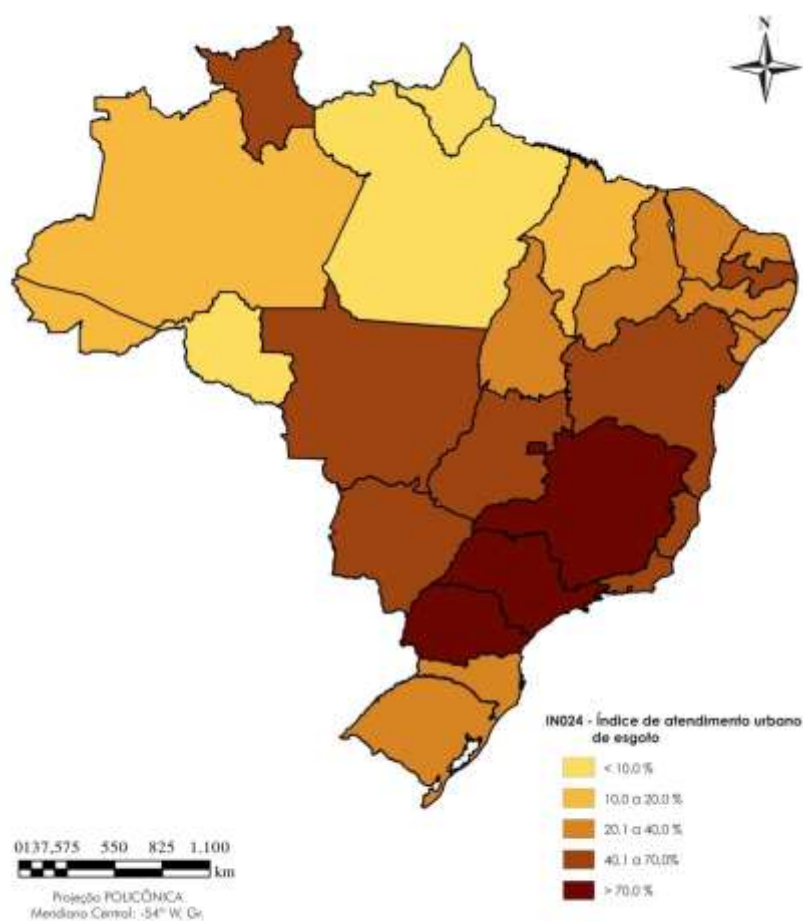 N
IN024 - Índice de atendimento urbano
de esgoto
< 10,0 %
10,0 a 20,0 %
20,1 a 40,0 %
40,1 a 70,0%
> 70,0 %
0137,575 550 825 1.100
km
Projeção POLICÔNICA
Meridiano Central: -54º W, Gr.